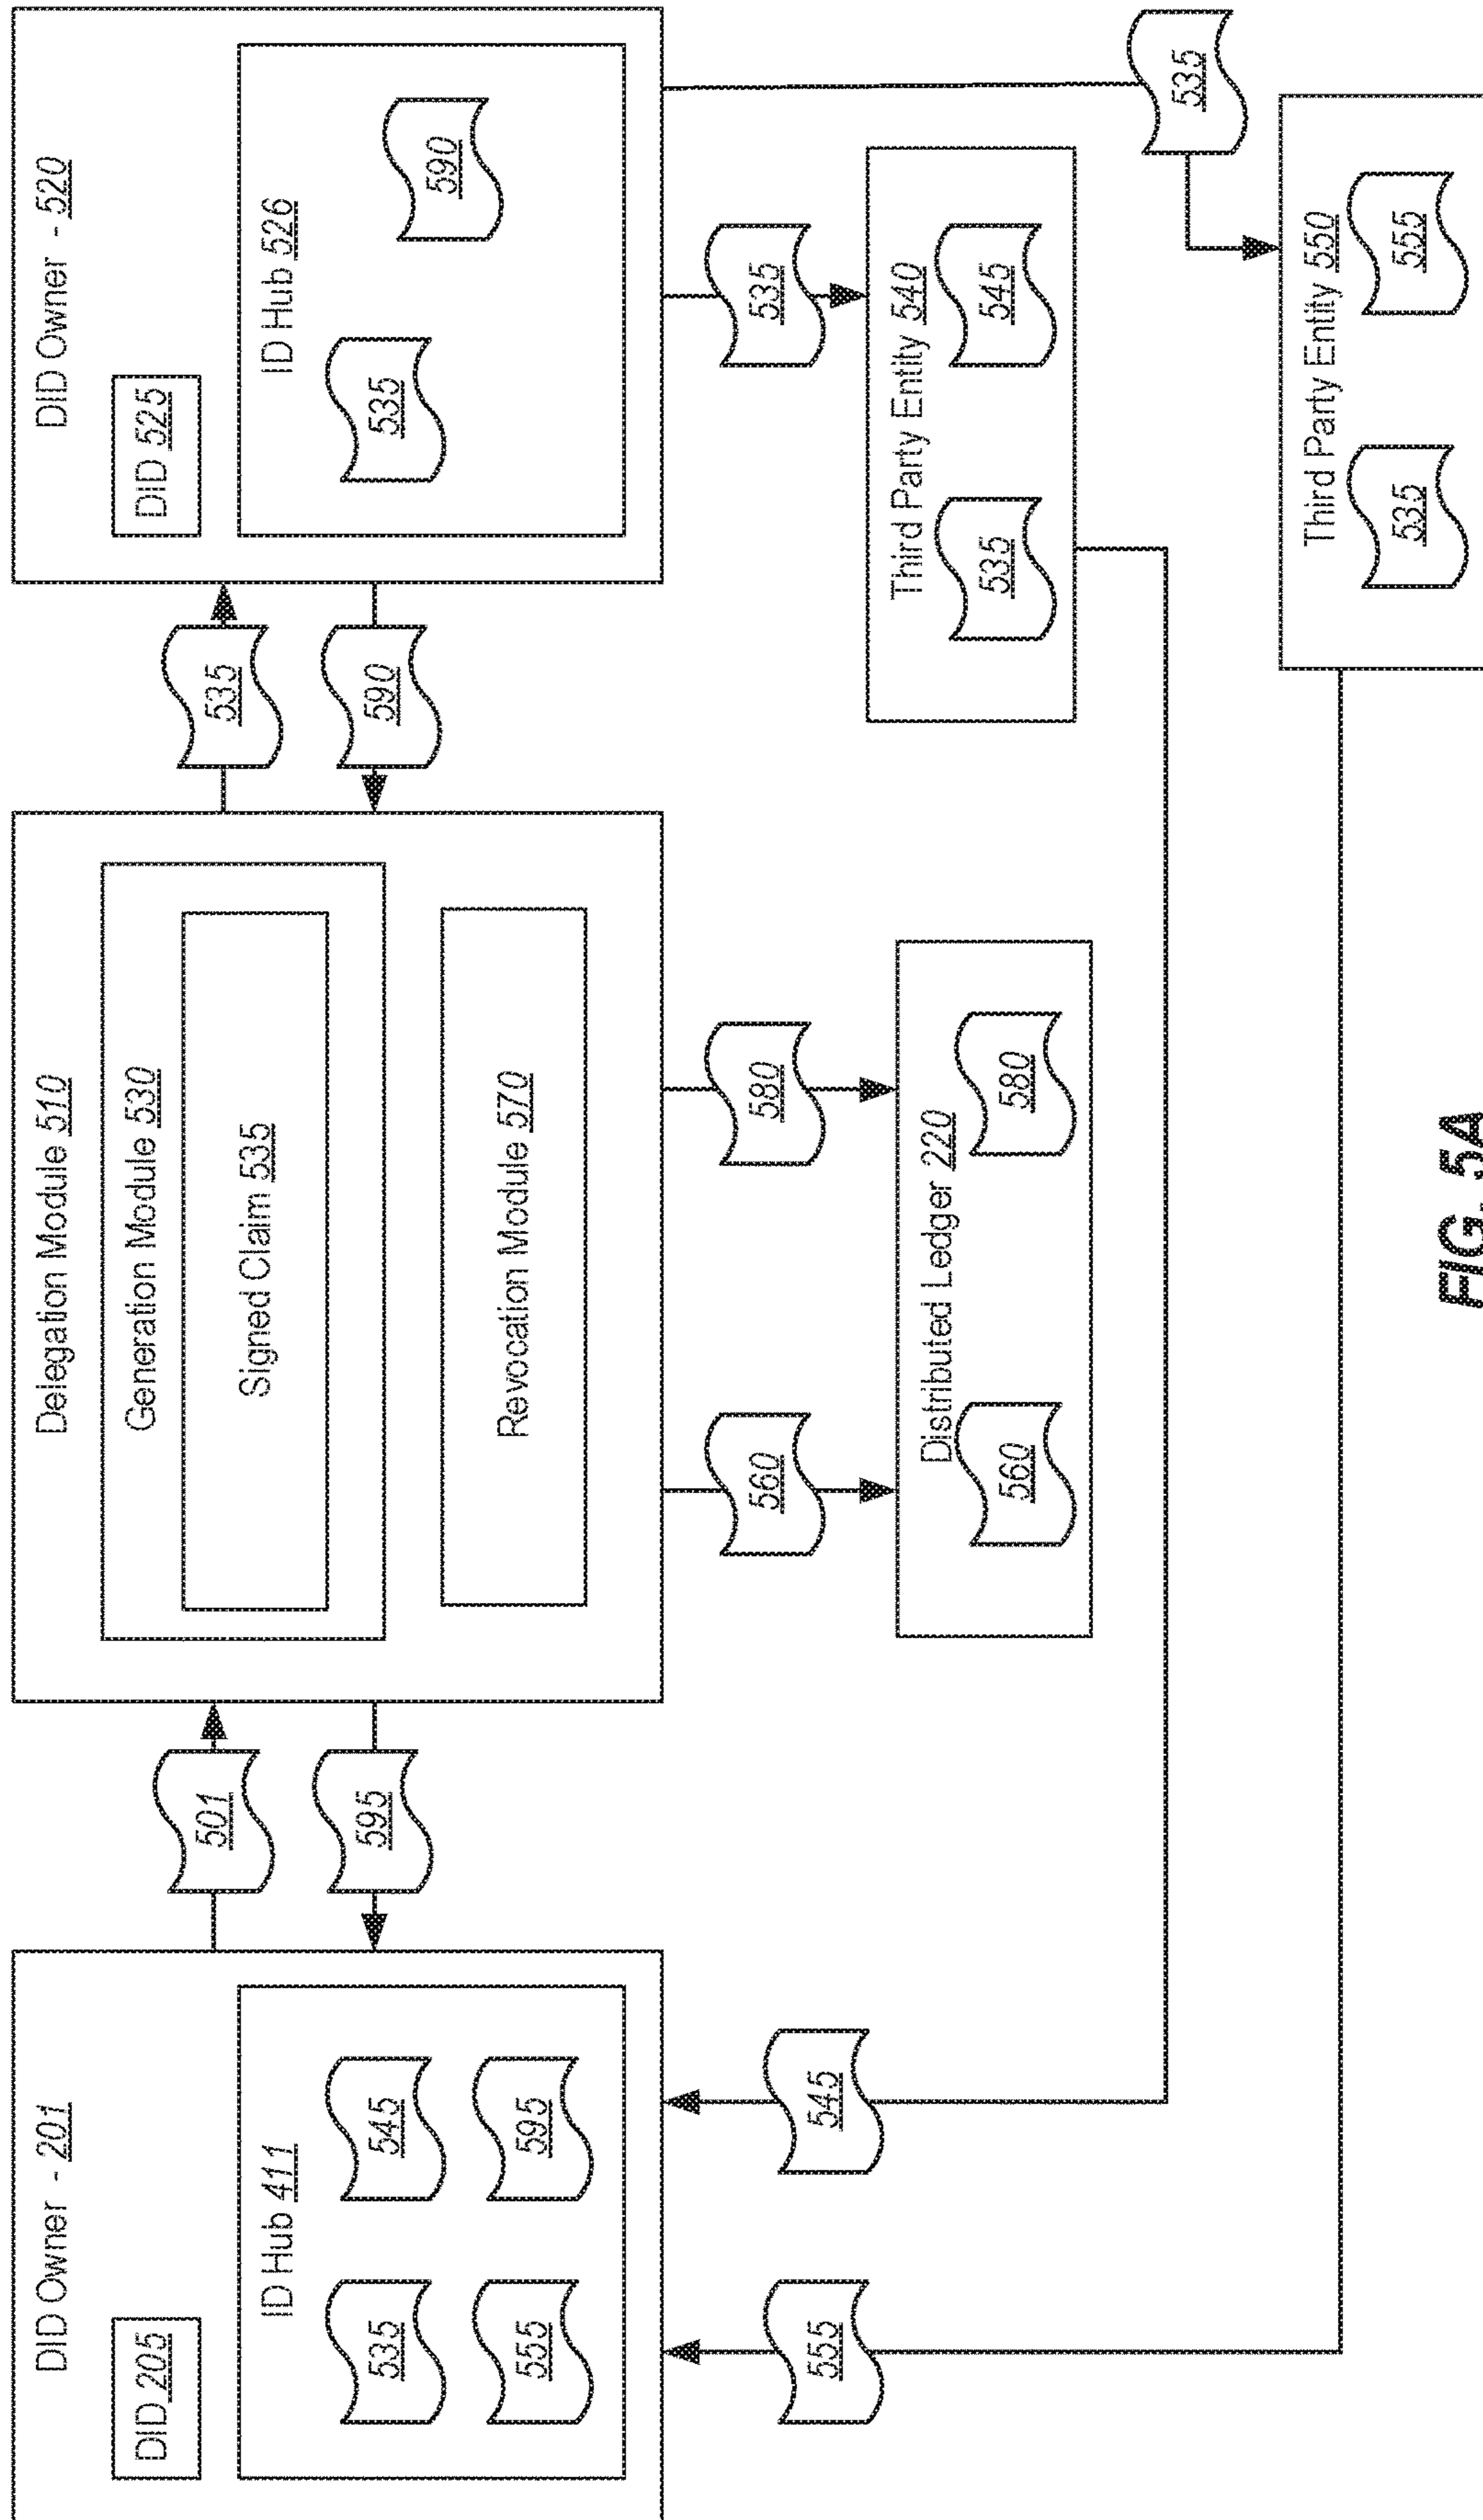 DID Owner - 201
DID 205
ID Hub 411
535
545
555
595
501
595
555
545
Delegation Module 510
Generation Module 530
Signed Claim 535
Revocation Module 570
560
580
Distributed Ledger 220
560
580
535
590
DID Owner - 520
DID 525
ID Hub 526
535
590
535
Third Party Entity 540
535
545
535
Third Party Entity 550
535
555
FIG. 5A